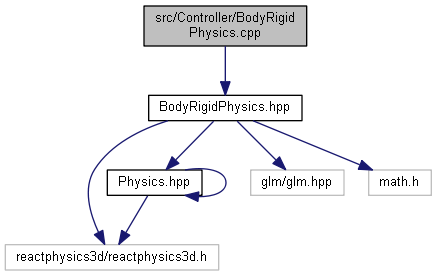 src/Controller/BodyRigid
Physics.cpp
BodyRigidPhysics.hpp
Physics.hpp
glm/glm.hpp
math.h
reactphysics3d/reactphysics3d.h